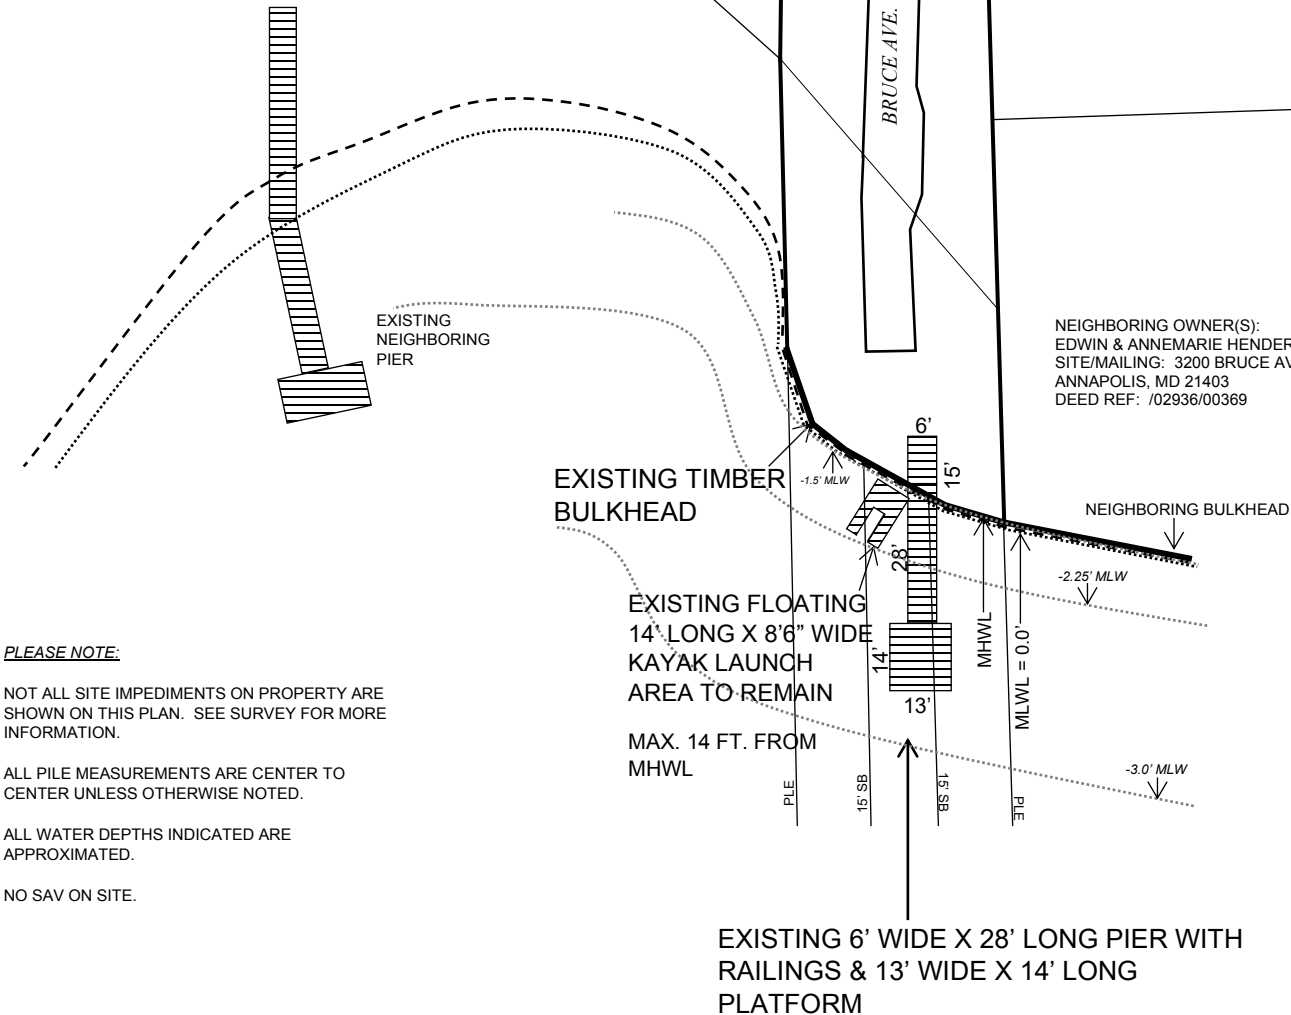 BRUCE AVE.
EXISTING
NEIGHBORING
PIER
NEIGHBORING OWNER(S):
EDWIN & ANNEMARIE HENDER
SITE/MAILING: 3200 BRUCE AV
ANNAPOLIS, MD 21403
DEED REF: /02936/00369
6'
15'
EXISTING TIMBER
BULKHEAD
-1.5' MLW
NEIGHBORING BULKHEAD
28'
-2.25' MLW
EXISTING FLOATING
14' LONG X 8'6" WIDE
KAYAK LAUNCH
AREA TO REMAIN
MAX. 14 FT. FROM
MHWL
14'
13'
MHWL
MLWL = 0.0'
-3.0' MLW
PLE
15' SB
15' SB
PLE
PLEASE NOTE:
NOT ALL SITE IMPEDIMENTS ON PROPERTY ARE
SHOWN ON THIS PLAN. SEE SURVEY FOR MORE
INFORMATION.
ALL PILE MEASUREMENTS ARE CENTER TO
CENTER UNLESS OTHERWISE NOTED.
ALL WATER DEPTHS INDICATED ARE
APPROXIMATED.
NO SAV ON SITE.
EXISTING 6' WIDE X 28' LONG PIER WITH
RAILINGS & 13' WIDE X 14' LONG
PLATFORM